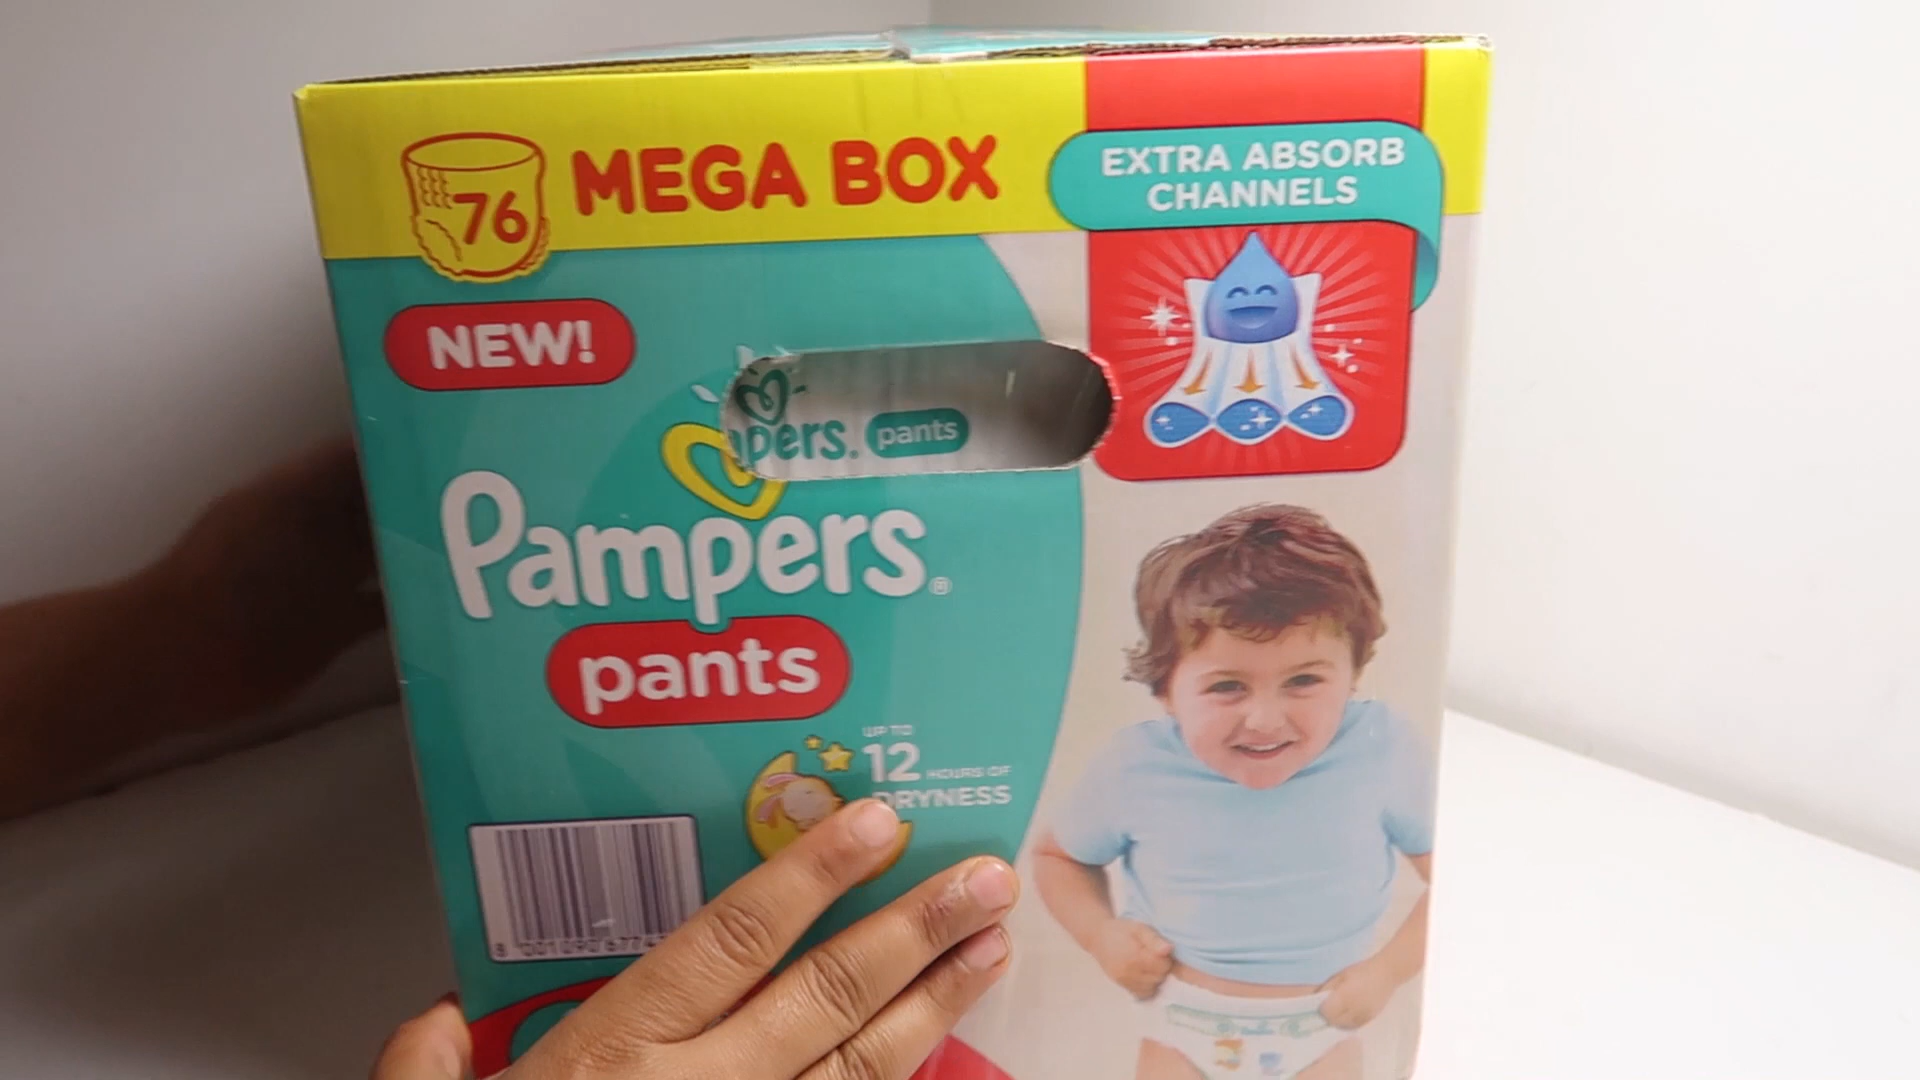 76
MEGA BOX
EXTRA ABSORB
CHANNELS
NEW!
pers.
pants
Pampers®
pants
UP TO
12 HOURS OF
DRYNESS